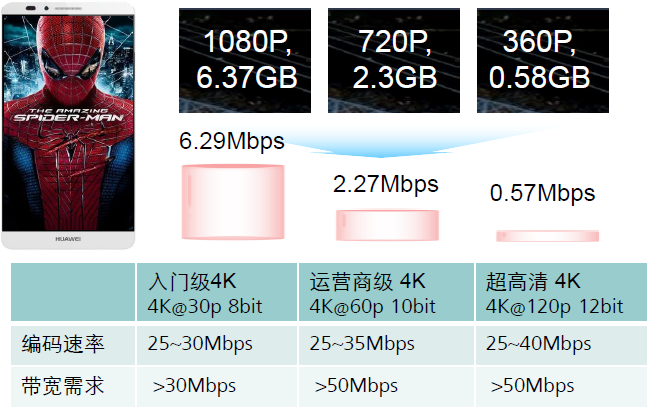 THE AMAZING
SPIDER-MAN
HUAWEI
1080P,
6.37GB
720P,
2.3GB
360P,
0.58GB
6.29Mbps
2.27Mbps
0.57Mbps
入门级4K
4K@30p 8bit
运营商级 4K
4K@60p 10bit
超高清 4K
4K@120p 12bit
编码速率
25~30Mbps
25~35Mbps
25~40Mbps
带宽需求
>30Mbps
>50Mbps
>50Mbps